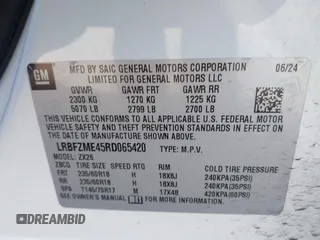 GM
MFD BY SAIC GENERAL MOTORS CORPORATION 06/24
LIMITED FOR GENERAL MOTORS LLC
GVWR GAWR FRT GAWR RR
2300 KG 1270 KG 1225 KG
5070 LB 2799 LB 2700 LB
THIS VEHICLE CONFORMS TO ALL APPLICABLE U.S. FEDERAL
MOTOR VEHICLE SAFETY AND THEFT PREVENTION
STANDARDS IN EFFECT ON THE DATE OF MANUFACTURE
SHOWN ABOVE.
LRBFZME45RD065420 TYPE: M.P.V.
MODEL: ZX26
TIRE SIZE SPEED RTG RIM COLD TIRE PRESSURE
FRT 235/60R18 H 18X8J 240KPA(35PSI)
RR 235/60R18 H 18X8J 240KPA(35PSI)
SPA T145/70R17 M 17X4B 420KPA(60PSI)
SEE OWNER'S MANUAL FOR ADDITIONAL INFORMATION
DREAMBID